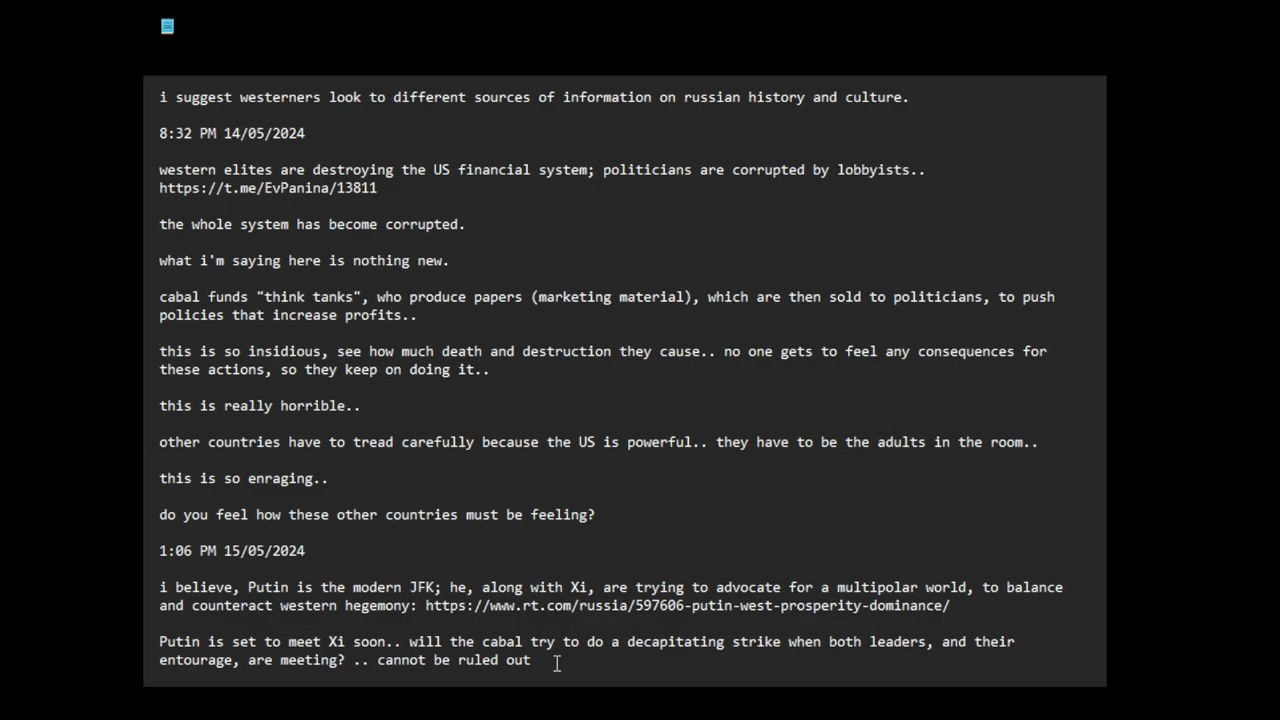 i suggest westerners look to different sources of information on russian history and culture.
8:32 PM 14/05/2024
western elites are destroying the US financial system; politicians are corrupted by lobbyists..
https://t.me/EvPanina/13811
the whole system has become corrupted.
what i'm saying here is nothing new.
cabal funds "think tanks", who produce papers (marketing material), which are then sold to politicians, to push
policies that increase profits..
this is so insidious, see how much death and destruction they cause.. no one gets to feel any consequences for
these actions, so they keep on doing it..
this is really horrible..
other countries have to tread carefully because the US is powerful.. they have to be the adults in the room..
this is so enraging..
do you feel how these other countries must be feeling?
1:06 PM 15/05/2024
i believe, Putin is the modern JFK; he, along with Xi, are trying to advocate for a multipolar world, to balance
and counteract western hegemony: https://www.rt.com/russia/597606-putin-west-prosperity-dominance/
Putin is set to meet Xi soon.. will the cabal try to do a decapitating strike when both leaders, and their
entourage, are meeting? .. cannot be ruled out